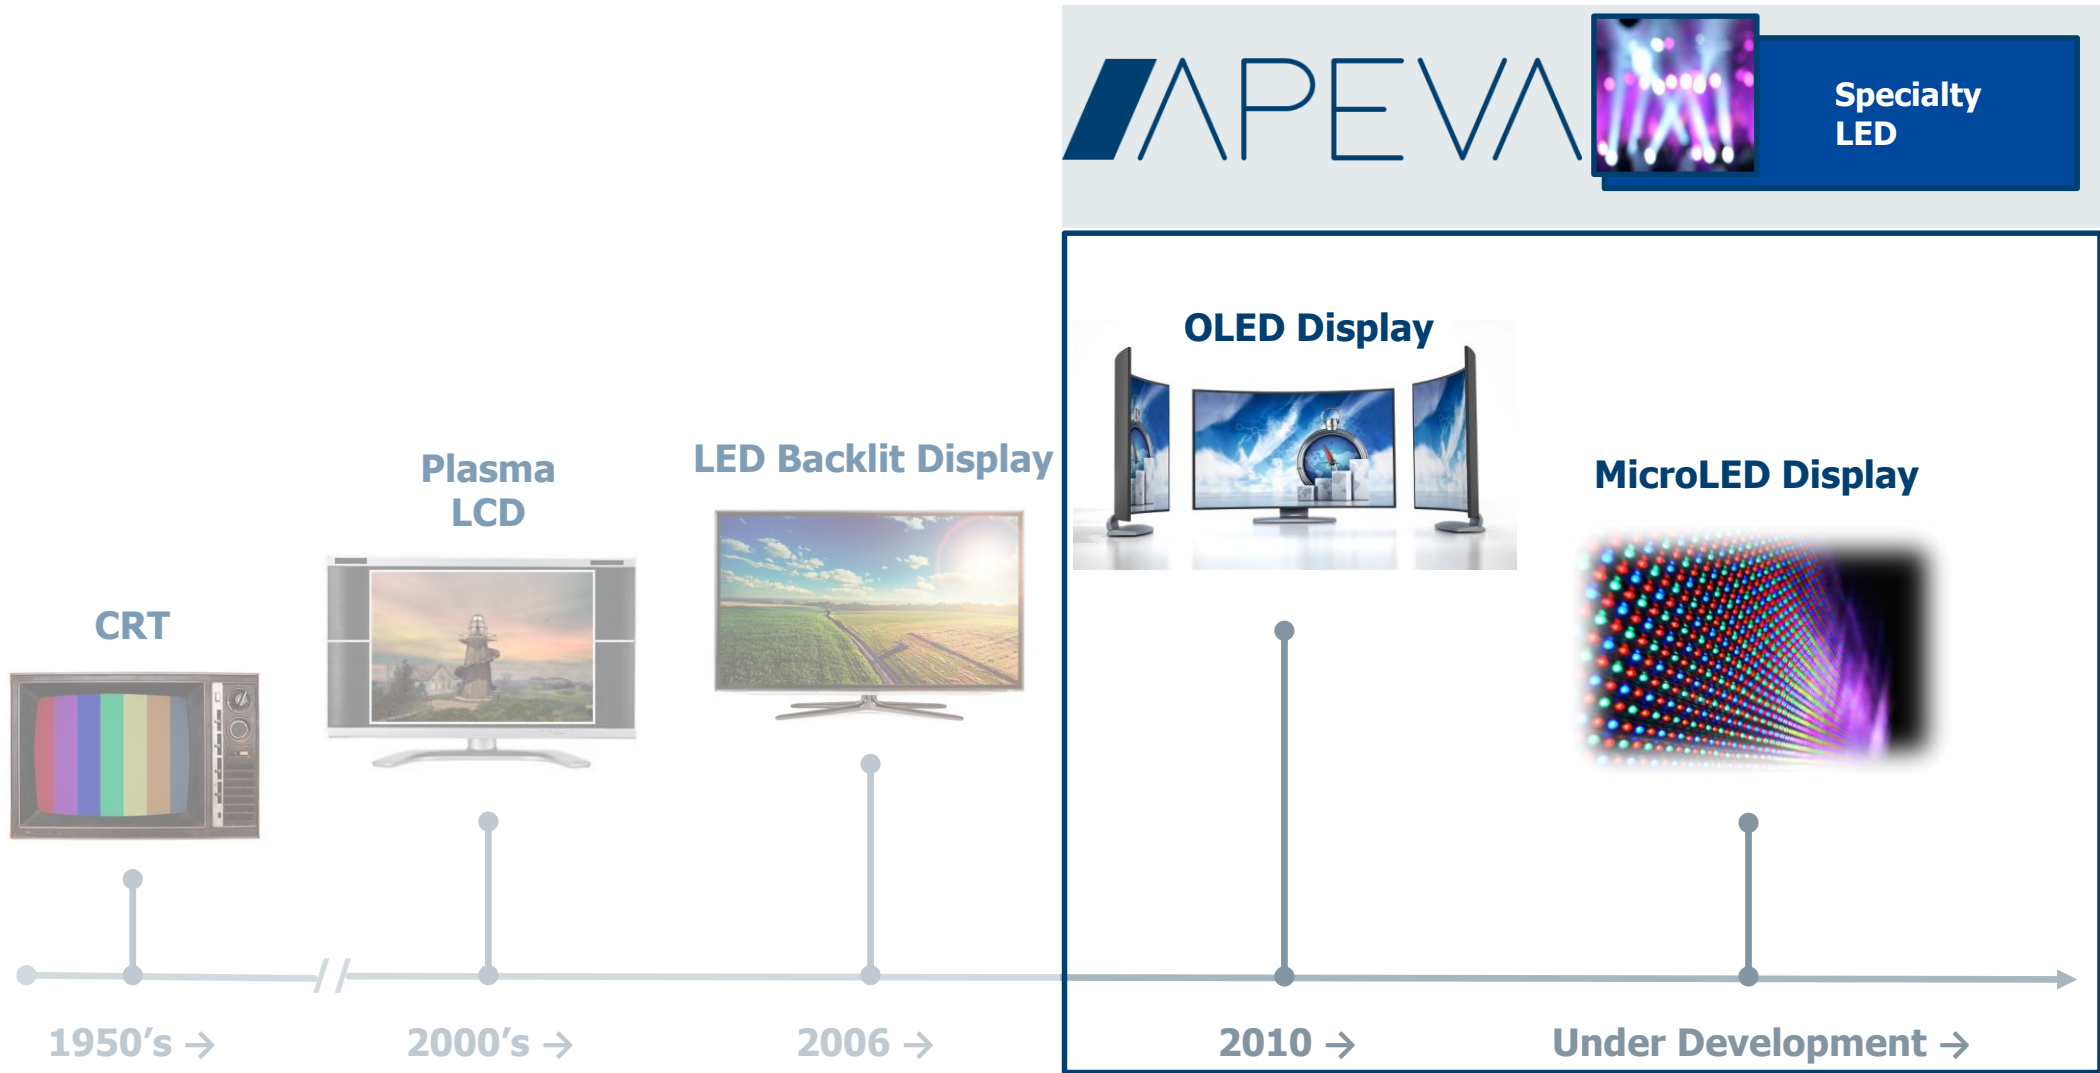 APEVA
Specialty
LED
OLED Display
Plasma
LCD
LED Backlit Display
MicroLED Display
CRT
1950’s →
2000’s →
2006 →
2010 →
Under Development →